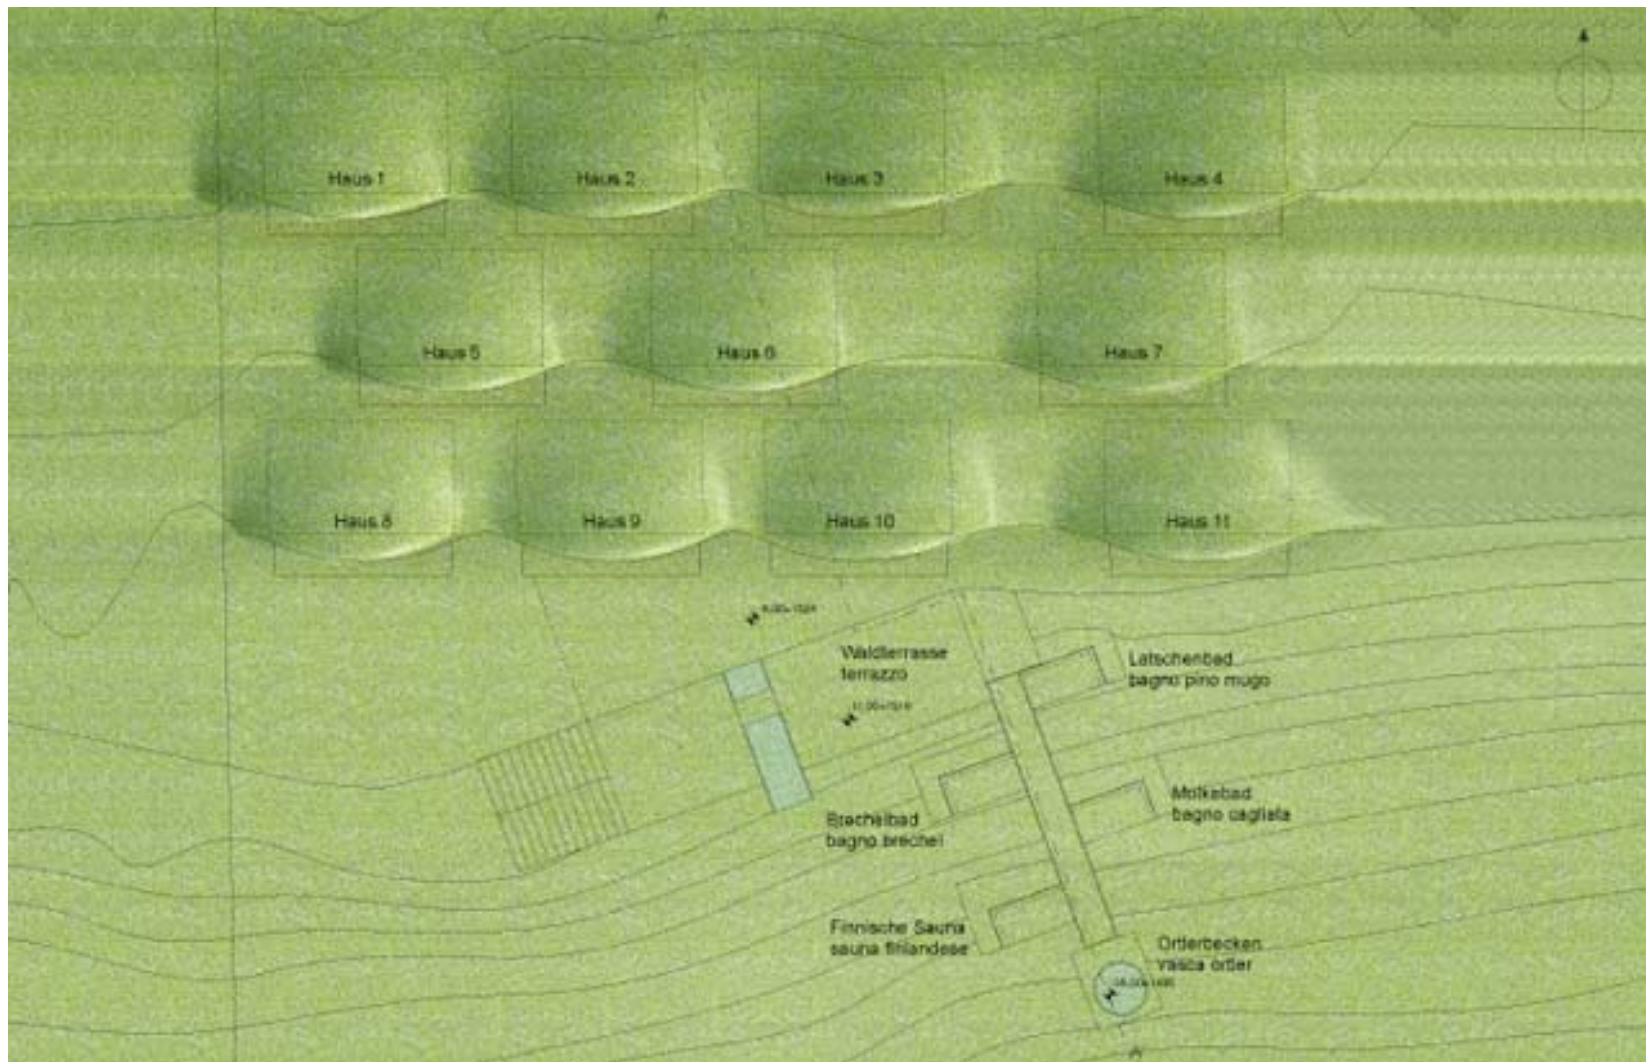 A
Haus 1
Haus 2
Haus 3
Haus 4
Haus 5
Haus 6
Haus 7
Haus 8
Haus 9
Haus 10
Haus 11
Waldterrasse
terrazzo
Latschenbad
bagno pino mugo
Brechelbad
bagno brechel
Molkebad
bagno cagliata
Finnische Sauna
sauna finlandese
Ortlerbecken
vasca ortler
A